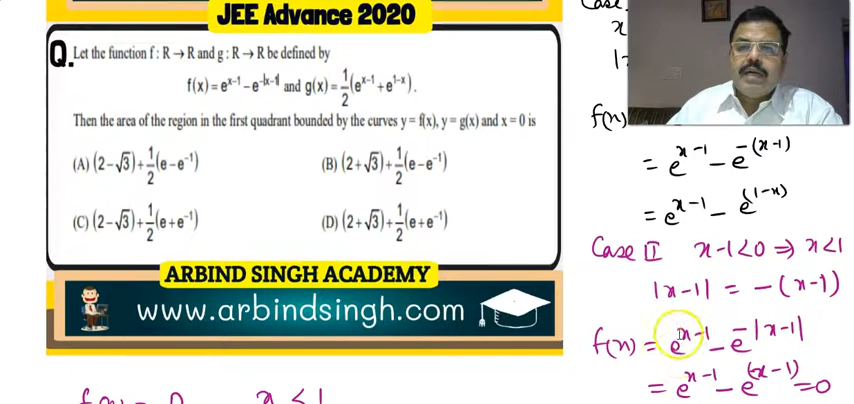 JEE Advance 2020
Q. Let the function f : R → R and g : R → R be defined by
f(x) = e^{x–1} – e^{–|x–1|} and g(x) = 1/2 (e^{x–1} + e^{1–x}).
Then the area of the region in the first quadrant bounded by the curves y = f(x), y = g(x) and x = 0 is
(A) (2 – √3) + 1/2 (e – e^{–1})
(B) (2 + √3) + 1/2 (e – e^{–1})
(C) (2 – √3) + 1/2 (e + e^{–1})
(D) (2 + √3) + 1/2 (e + e^{–1})
ARBIND SINGH ACADEMY
www.arbindsingh.com
Case
f(x)
= e^{x-1} - e^{-(x-1)}
= e^{x-1} - e^{(1-x)}
Case II x-1<0 ⇒ x<1
|x-1| = -(x-1)
f(x) = e^{x-1} - e^{-|x-1|}
= e^{x-1} - e^{(x-1)} = 0
x < 1